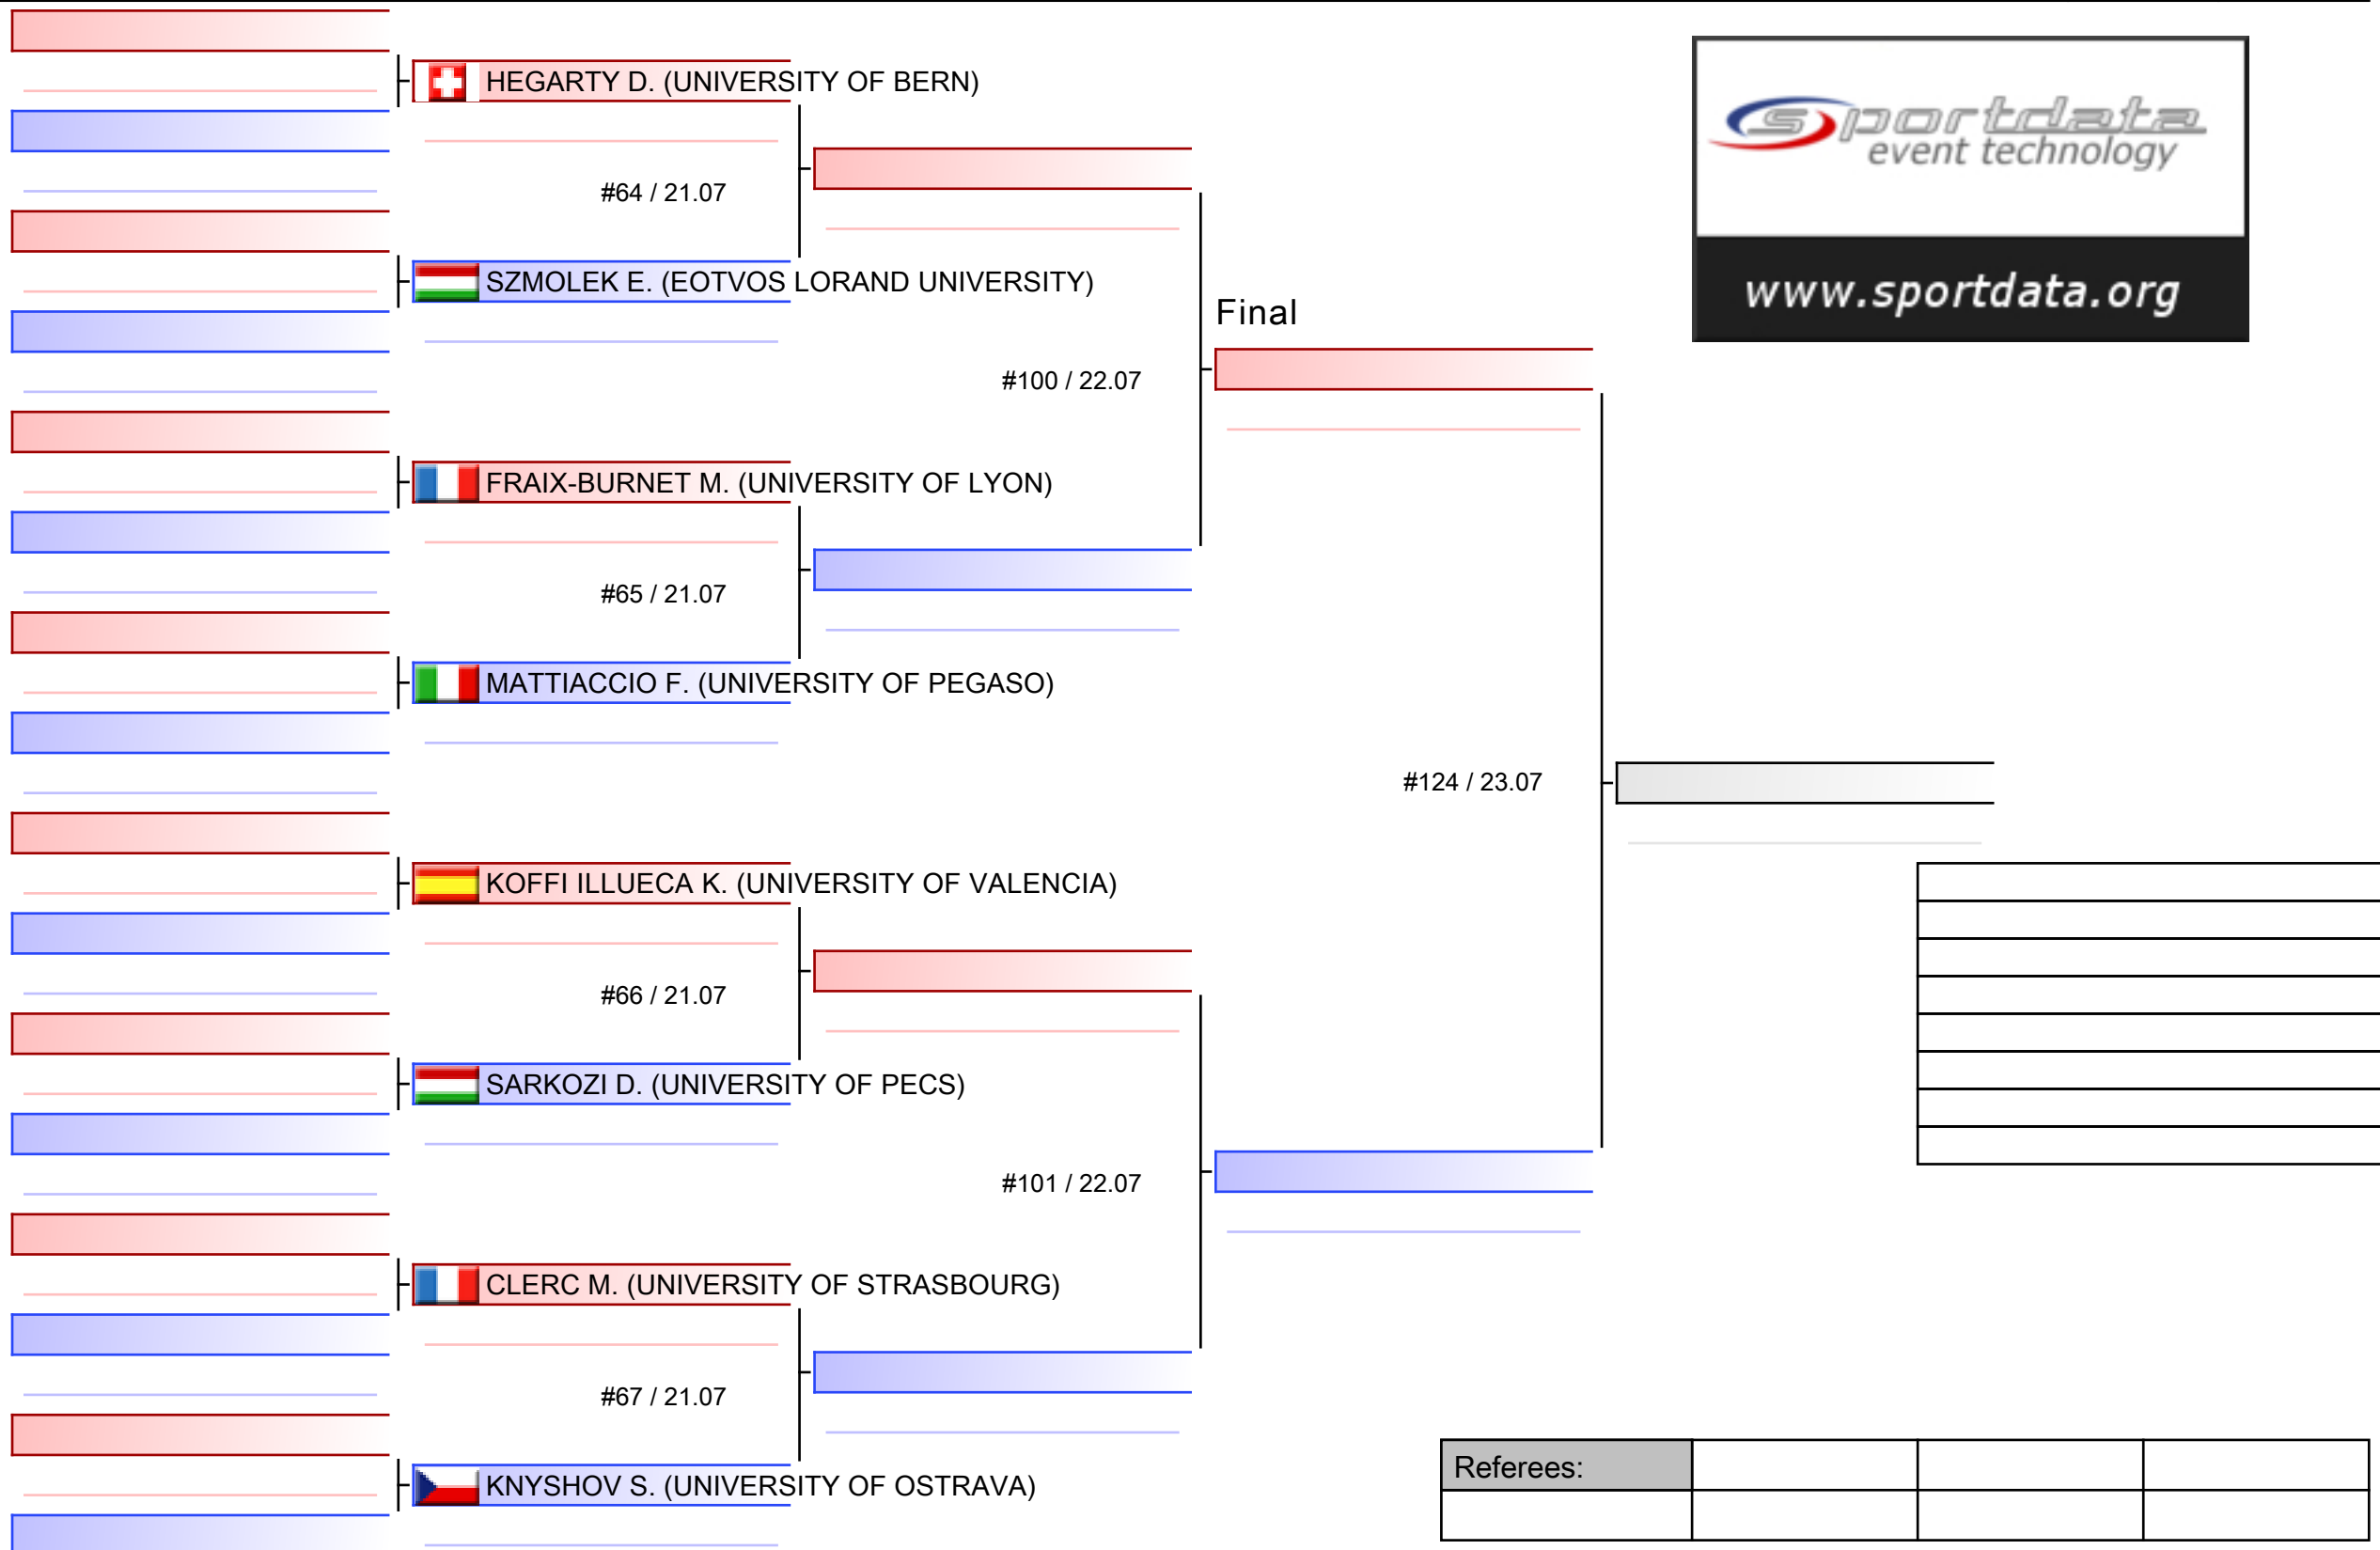 HEGARTY D. (UNIVERSITY OF BERN)
#64 / 21.07
SZMOLEK E. (EOTVOS LORAND UNIVERSITY)
#100 / 22.07
FRAIX-BURNET M. (UNIVERSITY OF LYON)
#65 / 21.07
MATTIACCIO F. (UNIVERSITY OF PEGASO)
Final
#124 / 23.07
KOFFI ILLUECA K. (UNIVERSITY OF VALENCIA)
#66 / 21.07
SARKOZI D. (UNIVERSITY OF PECS)
#101 / 22.07
CLERC M. (UNIVERSITY OF STRASBOURG)
#67 / 21.07
KNYSHOV S. (UNIVERSITY OF OSTRAVA)
sportdata
event technology
www.sportdata.org
Referees: